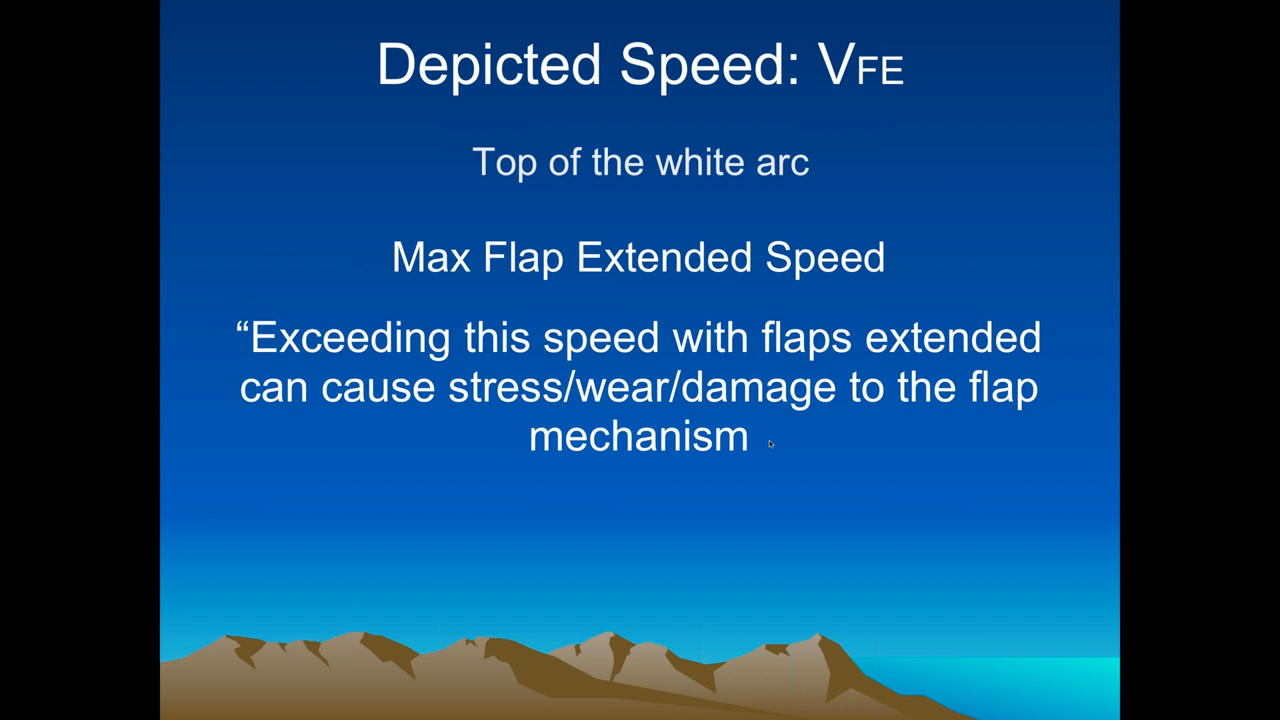 Depicted Speed: VFE
Top of the white arc
Max Flap Extended Speed
“Exceeding this speed with flaps extended
can cause stress/wear/damage to the flap
mechanism